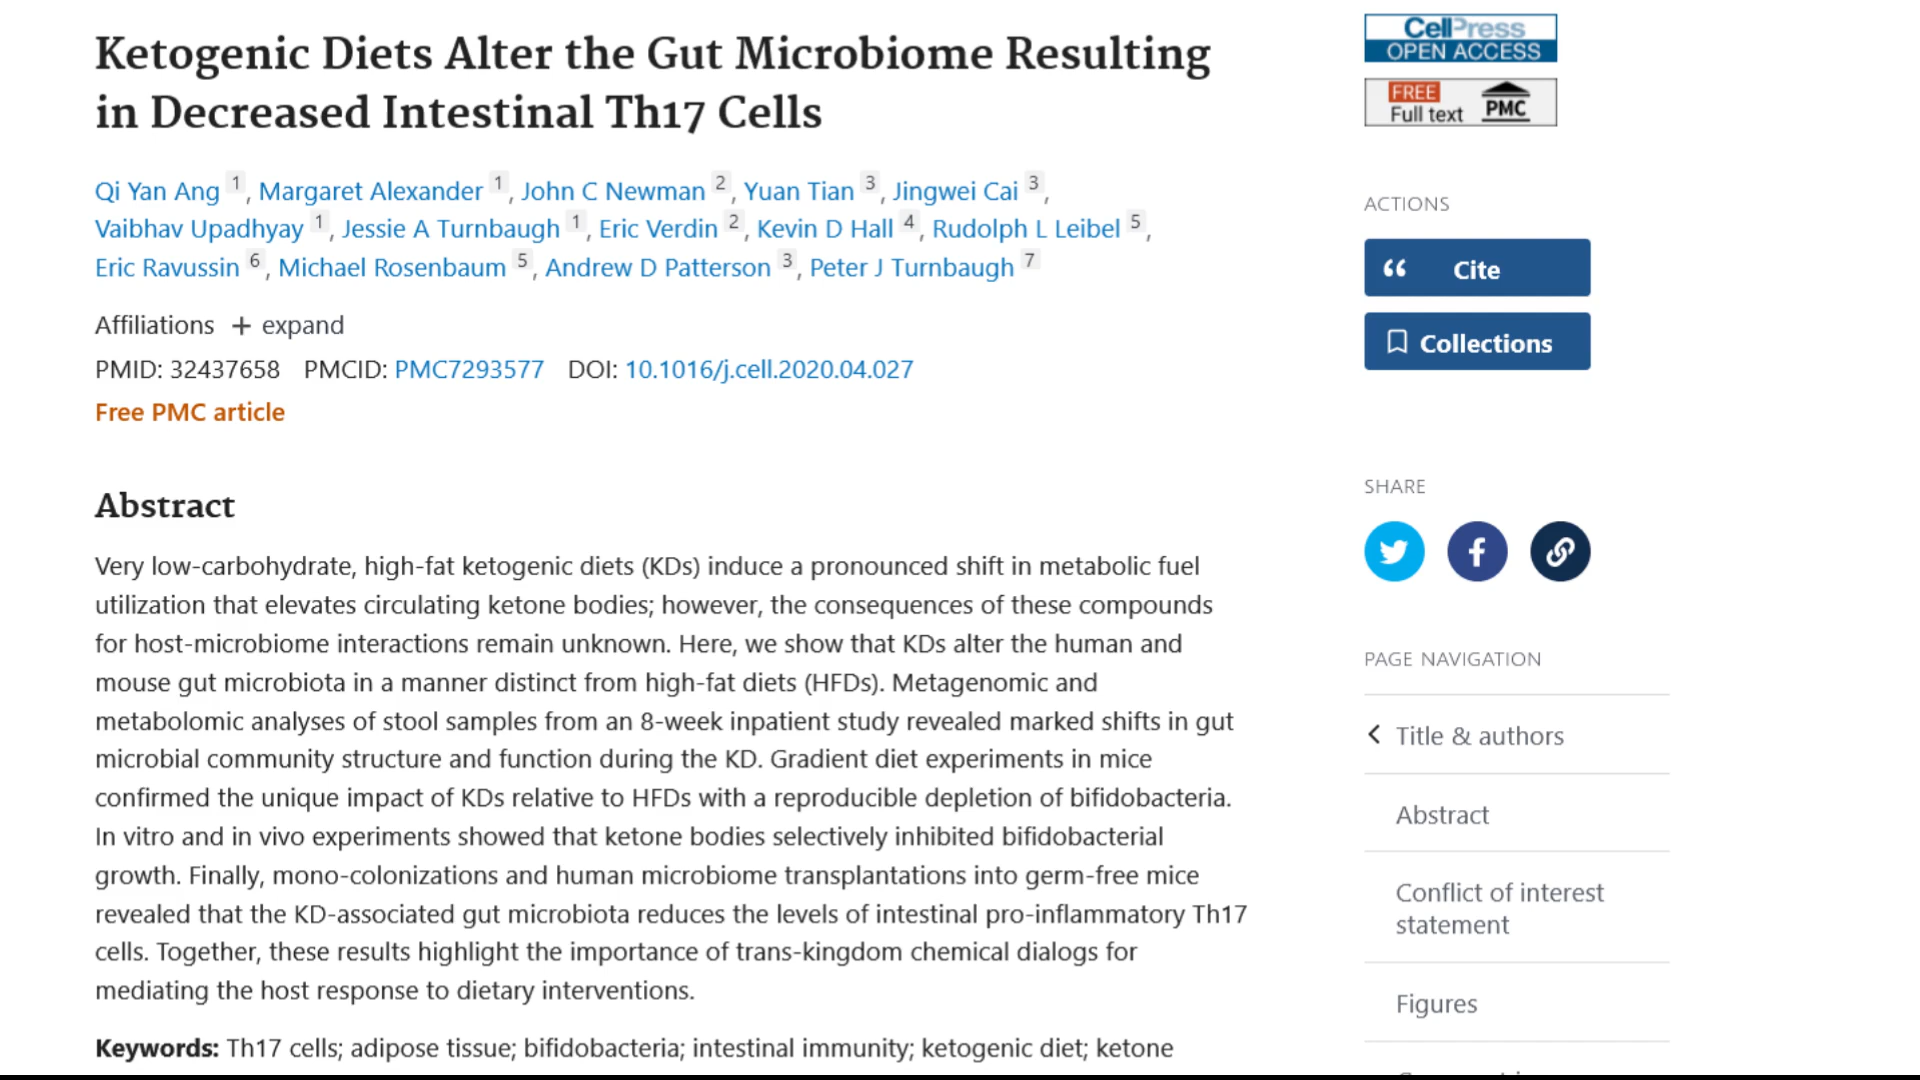 Ketogenic Diets Alter the Gut Microbiome Resulting
in Decreased Intestinal Th17 Cells
Qi Yan Ang 1, Margaret Alexander 1, John C Newman 2, Yuan Tian 3, Jingwei Cai 3,
Vaibhav Upadhyay 1, Jessie A Turnbaugh 1, Eric Verdin 2, Kevin D Hall 4, Rudolph L Leibel 5,
Eric Ravussin 6, Michael Rosenbaum 5, Andrew D Patterson 3, Peter J Turnbaugh 7
Affiliations + expand
PMID: 32437658 PMCID: PMC7293577 DOI: 10.1016/j.cell.2020.04.027
Free PMC article
Abstract
Very low-carbohydrate, high-fat ketogenic diets (KDs) induce a pronounced shift in metabolic fuel
utilization that elevates circulating ketone bodies; however, the consequences of these compounds
for host-microbiome interactions remain unknown. Here, we show that KDs alter the human and
mouse gut microbiota in a manner distinct from high-fat diets (HFDs). Metagenomic and
metabolomic analyses of stool samples from an 8-week inpatient study revealed marked shifts in gut
microbial community structure and function during the KD. Gradient diet experiments in mice
confirmed the unique impact of KDs relative to HFDs with a reproducible depletion of bifidobacteria.
In vitro and in vivo experiments showed that ketone bodies selectively inhibited bifidobacterial
growth. Finally, mono-colonizations and human microbiome transplantations into germ-free mice
revealed that the KD-associated gut microbiota reduces the levels of intestinal pro-inflammatory Th17
cells. Together, these results highlight the importance of trans-kingdom chemical dialogs for
mediating the host response to dietary interventions.
Keywords: Th17 cells; adipose tissue; bifidobacteria; intestinal immunity; ketogenic diet; ketone
CellPress
OPEN ACCESS
FREE
Full text PMC
ACTIONS
Cite
Collections
SHARE
PAGE NAVIGATION
Title & authors
Abstract
Conflict of interest
statement
Figures